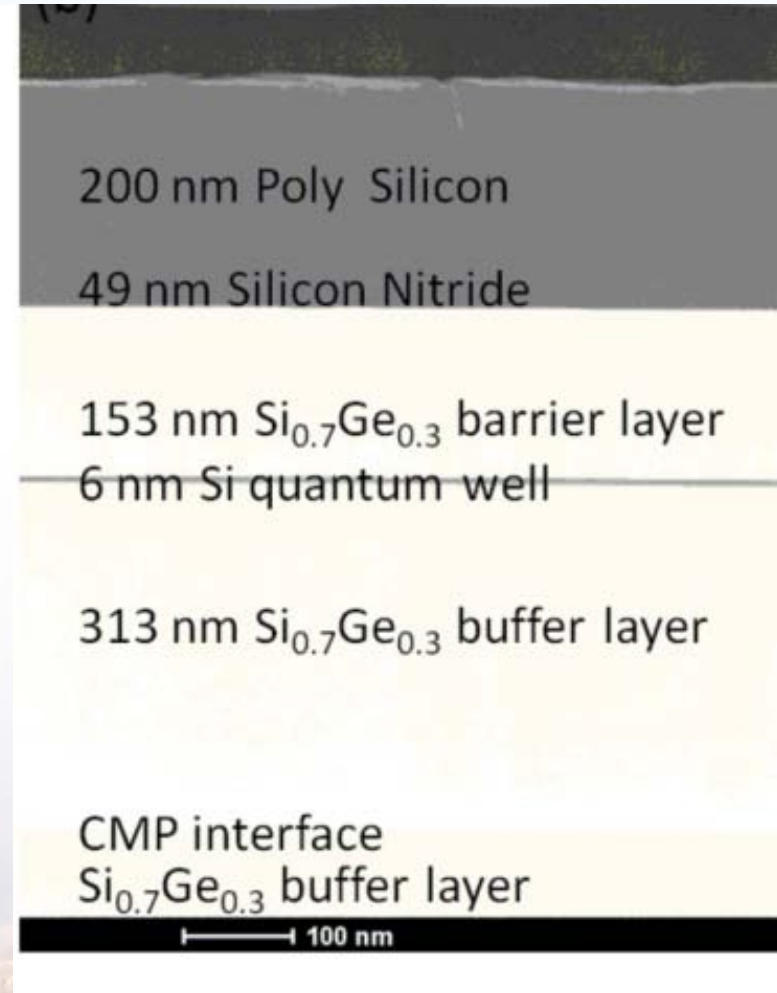 (b)
200 nm Poly Silicon
49 nm Silicon Nitride
153 nm Si₀.₇Ge₀.₃ barrier layer
6 nm Si quantum well
313 nm Si₀.₇Ge₀.₃ buffer layer
CMP interface
Si₀.₇Ge₀.₃ buffer layer
100 nm